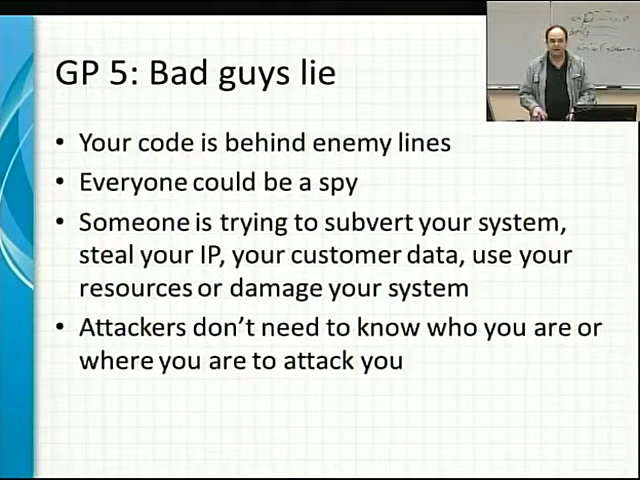 GP 5: Bad guys lie
• Your code is behind enemy lines
• Everyone could be a spy
• Someone is trying to subvert your system,
steal your IP, your customer data, use your
resources or damage your system
• Attackers don't need to know who you are or
where you are to attack you